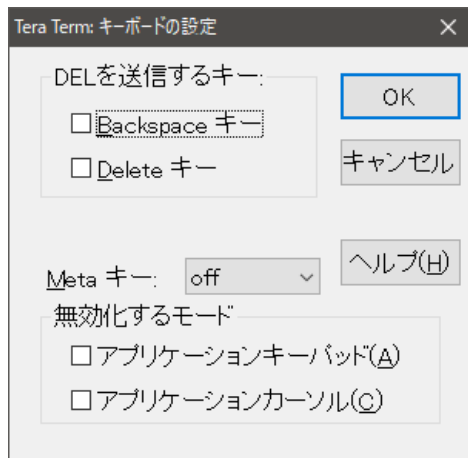 Tera Term: キーボードの設定
DELを送信するキー:
Backspace キー
Delete キー
OK
キャンセル
Meta キー: off
ヘルプ(H)
無効化するモード
アプリケーションキーパッド(A)
アプリケーションカーソル(C)